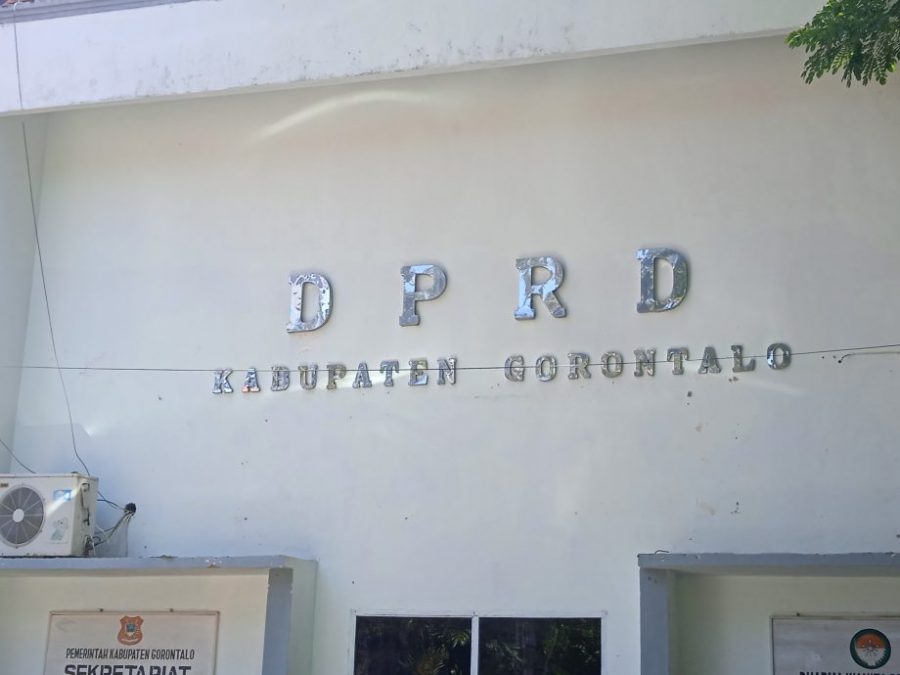 DPRD
KABUPATEN GORONTALO
PEMERINTAH KABUPATEN GORONTALO
SEKRETARIAT